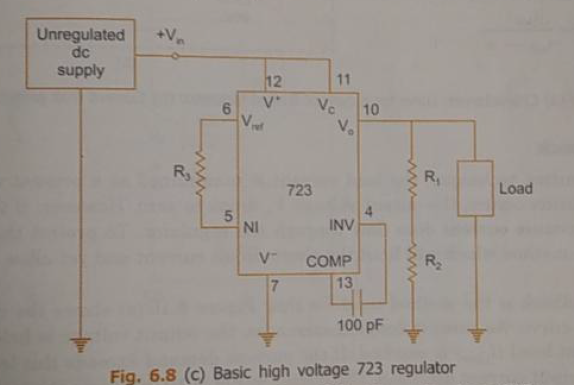 Unregulated
dc
supply
+Vin
12
11
6
V+
Vc
10
Vref
Vo
R3
723
R1
Load
5
NI
INV
4
V-
COMP
R2
7
13
100 pF
Fig. 6.8 (c) Basic high voltage 723 regulator